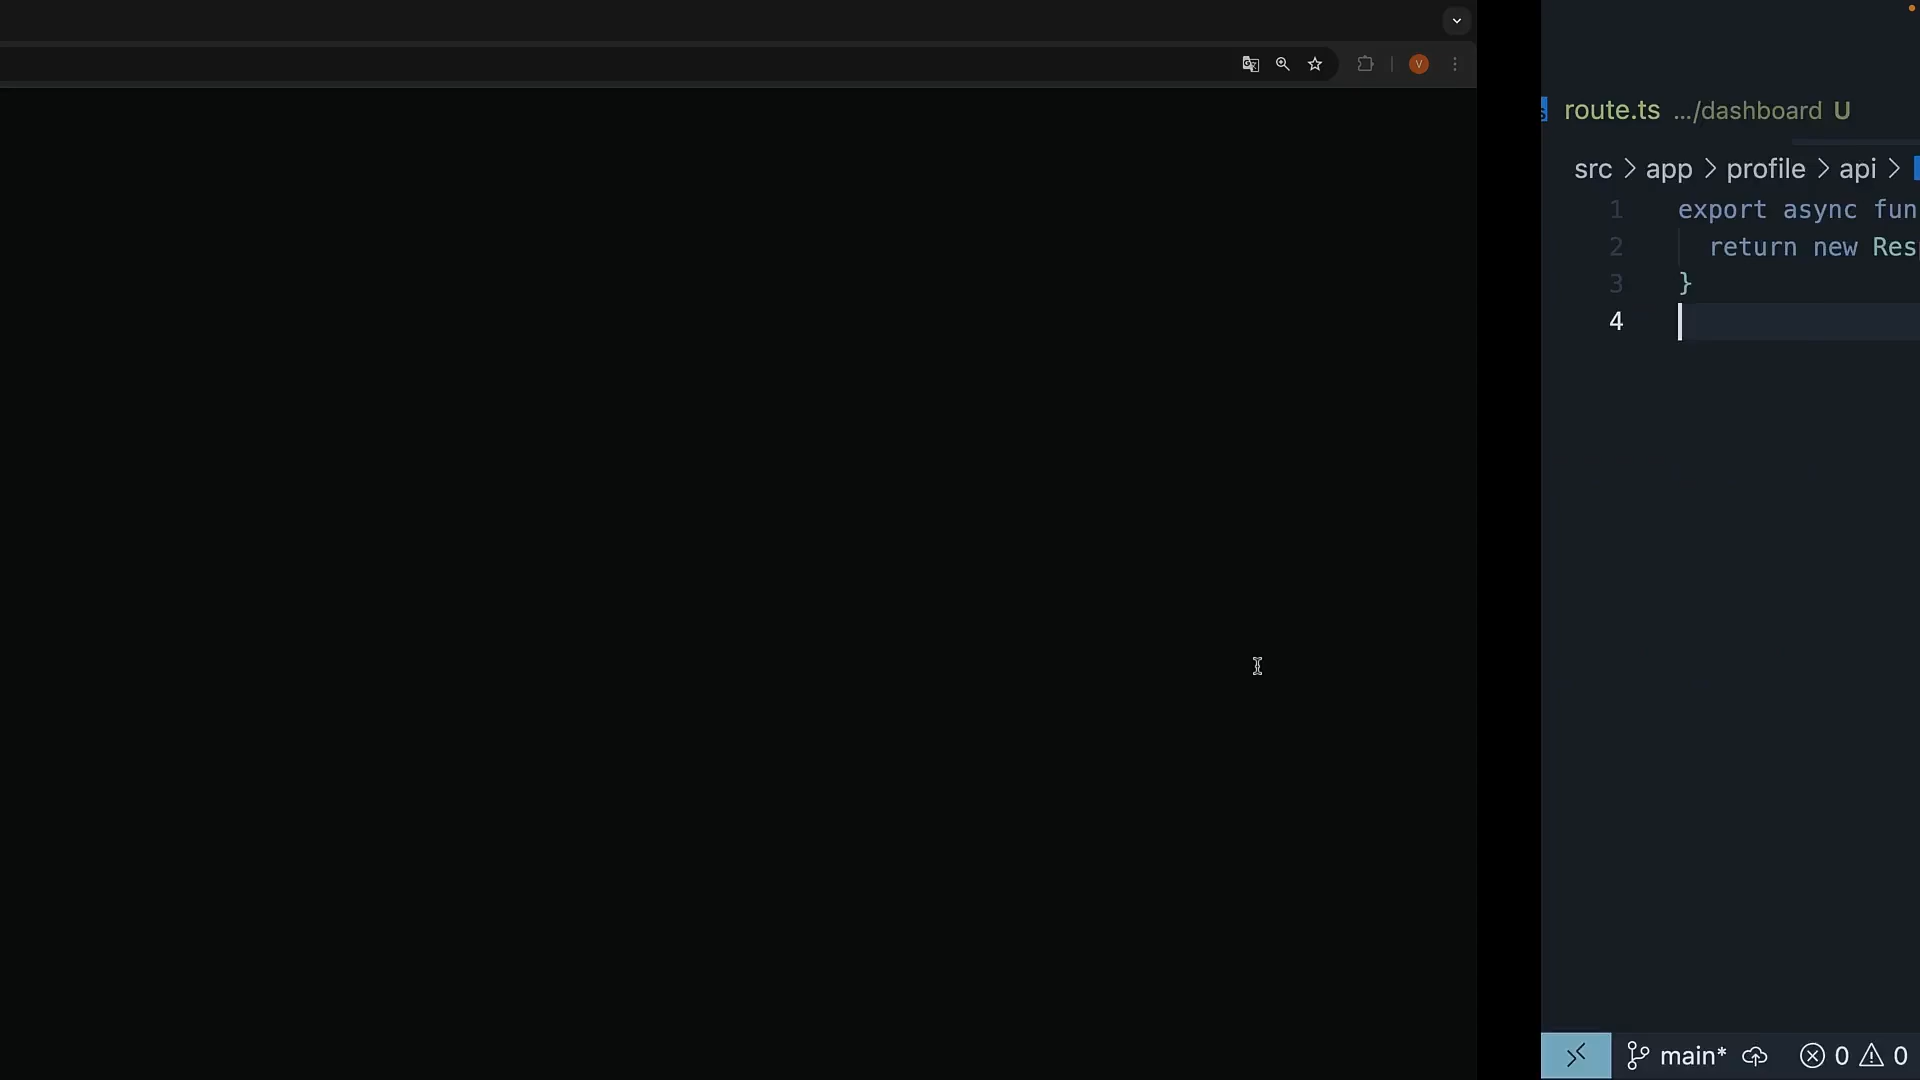 V
route.ts .../dashboard U
src > app > profile > api >
1 export async fun
2 return new Res
3 }
4
main* 0 0